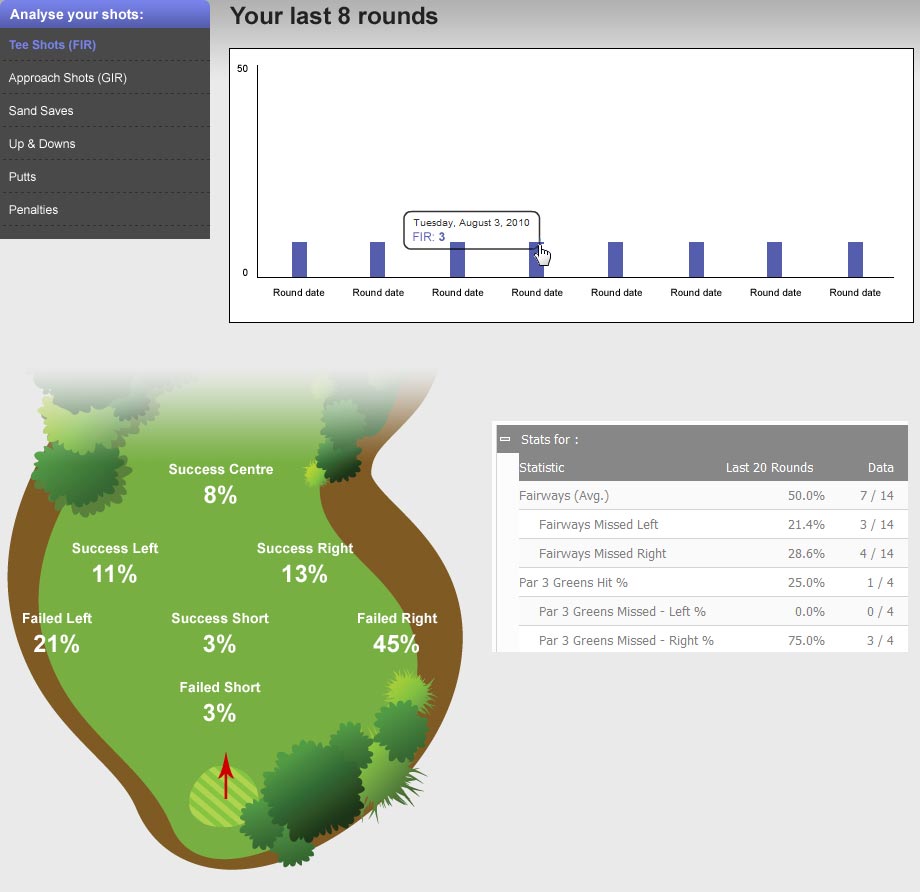 Analyse your shots:
Tee Shots (FIR)
Approach Shots (GIR)
Sand Saves
Up & Downs
Putts
Penalties
Your last 8 rounds
50
Tuesday, August 3, 2010
FIR: 3
0
Round date Round date Round date Round date Round date Round date Round date Round date
Success Centre
8%
Success Left Success Right
11% 13%
Failed Left Success Short Failed Right
21% 3% 45%
Failed Short
3%
Stats for :
Statistic Last 20 Rounds Data
Fairways (Avg.) 50.0% 7 / 14
Fairways Missed Left 21.4% 3 / 14
Fairways Missed Right 28.6% 4 / 14
Par 3 Greens Hit % 25.0% 1 / 4
Par 3 Greens Missed - Left % 0.0% 0 / 4
Par 3 Greens Missed - Right % 75.0% 3 / 4